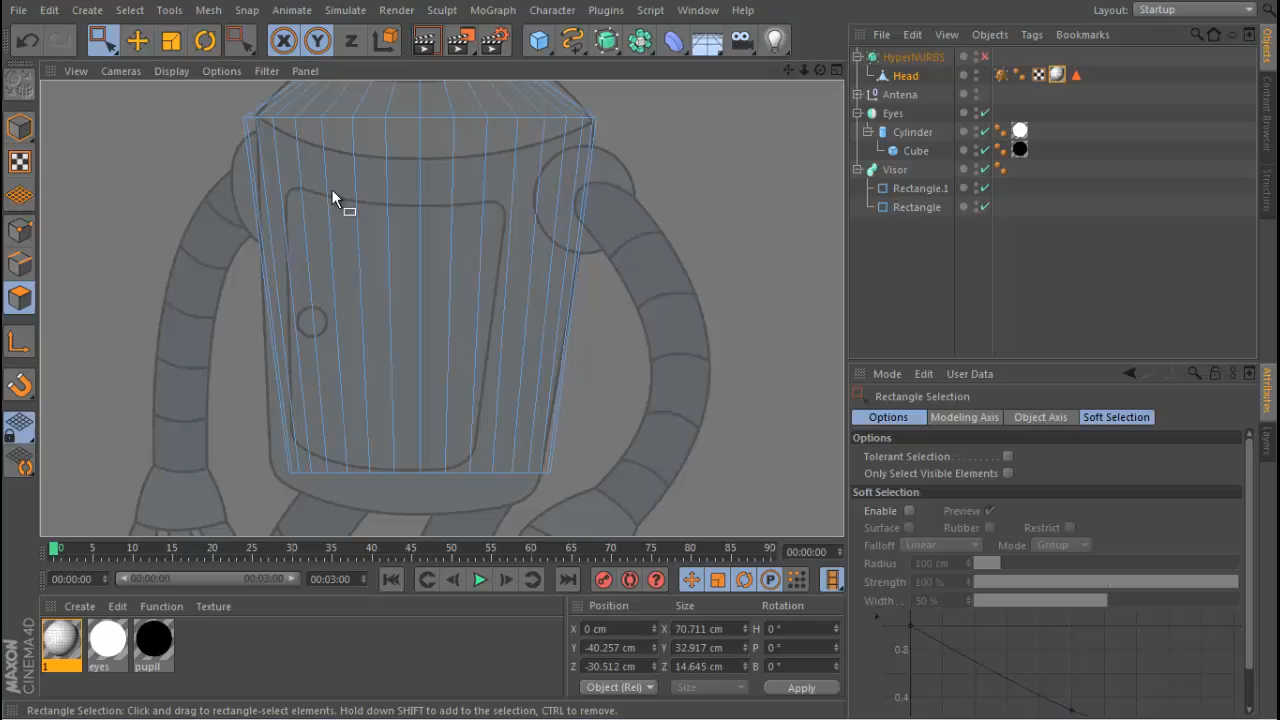 File Edit Create Select Tools Mesh Snap Animate Simulate Render Sculpt MoGraph Character Plugins Script Window Help Layout: Startup
X Y Z
View Cameras Display Options Filter Panel
File Edit View Objects Tags Bookmarks
HyperNURBS
Head
Antena
Eyes
Cylinder
Cube
Visor
Rectangle.1
Rectangle
Objects
Content Browser
Structure
Mode Edit User Data
Rectangle Selection
Options Modeling Axis Object Axis Soft Selection
Options
Tolerant Selection
Only Select Visible Elements
Soft Selection
Enable Preview
Surface Rubber Restrict
Falloff Linear Mode Group
Radius 100 cm
Strength 100 %
Width 50 %
0.8
0.4
Attributes
Layers
0 5 10 15 20 25 30 35 40 45 50 55 60 65 70 75 80 85 90 00:00:00
00:00:00 00:00:00 00:03:00 00:03:00
P
Create Edit Function Texture
1 eyes pupil
Position Size Rotation
X 0 cm X 70.711 cm H 0 °
Y -40.257 cm Y 32.917 cm P 0 °
Z -30.512 cm Z 14.645 cm B 0 °
Object (Rel) Size Apply
MAXON CINEMA4D
Rectangle Selection: Click and drag to rectangle-select elements. Hold down SHIFT to add to the selection, CTRL to remove.